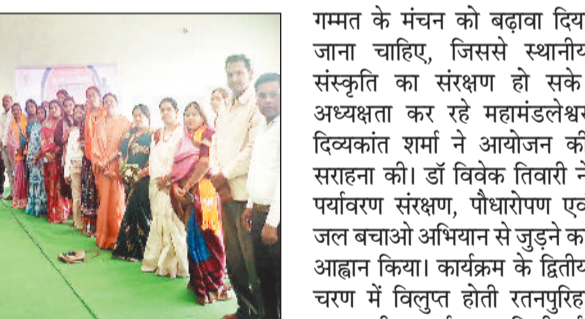 गम्मत के मंचन को बढ़ावा दिया
जाना चाहिए, जिससे स्थानीय
संस्कृति का संरक्षण हो सके
अध्यक्षता कर रहे महामंडलेश्वर
दिव्यकांत शर्मा ने आयोजन की
सराहना की। डॉ विवेक तिवारी ने
पर्यावरण संरक्षण, पौधारोपण एवं
जल बचाओ अभियान से जुड़ने का
आह्वान किया। कार्यक्रम के द्वितीय
चरण में विलुप्त होती रतनपुरिहा